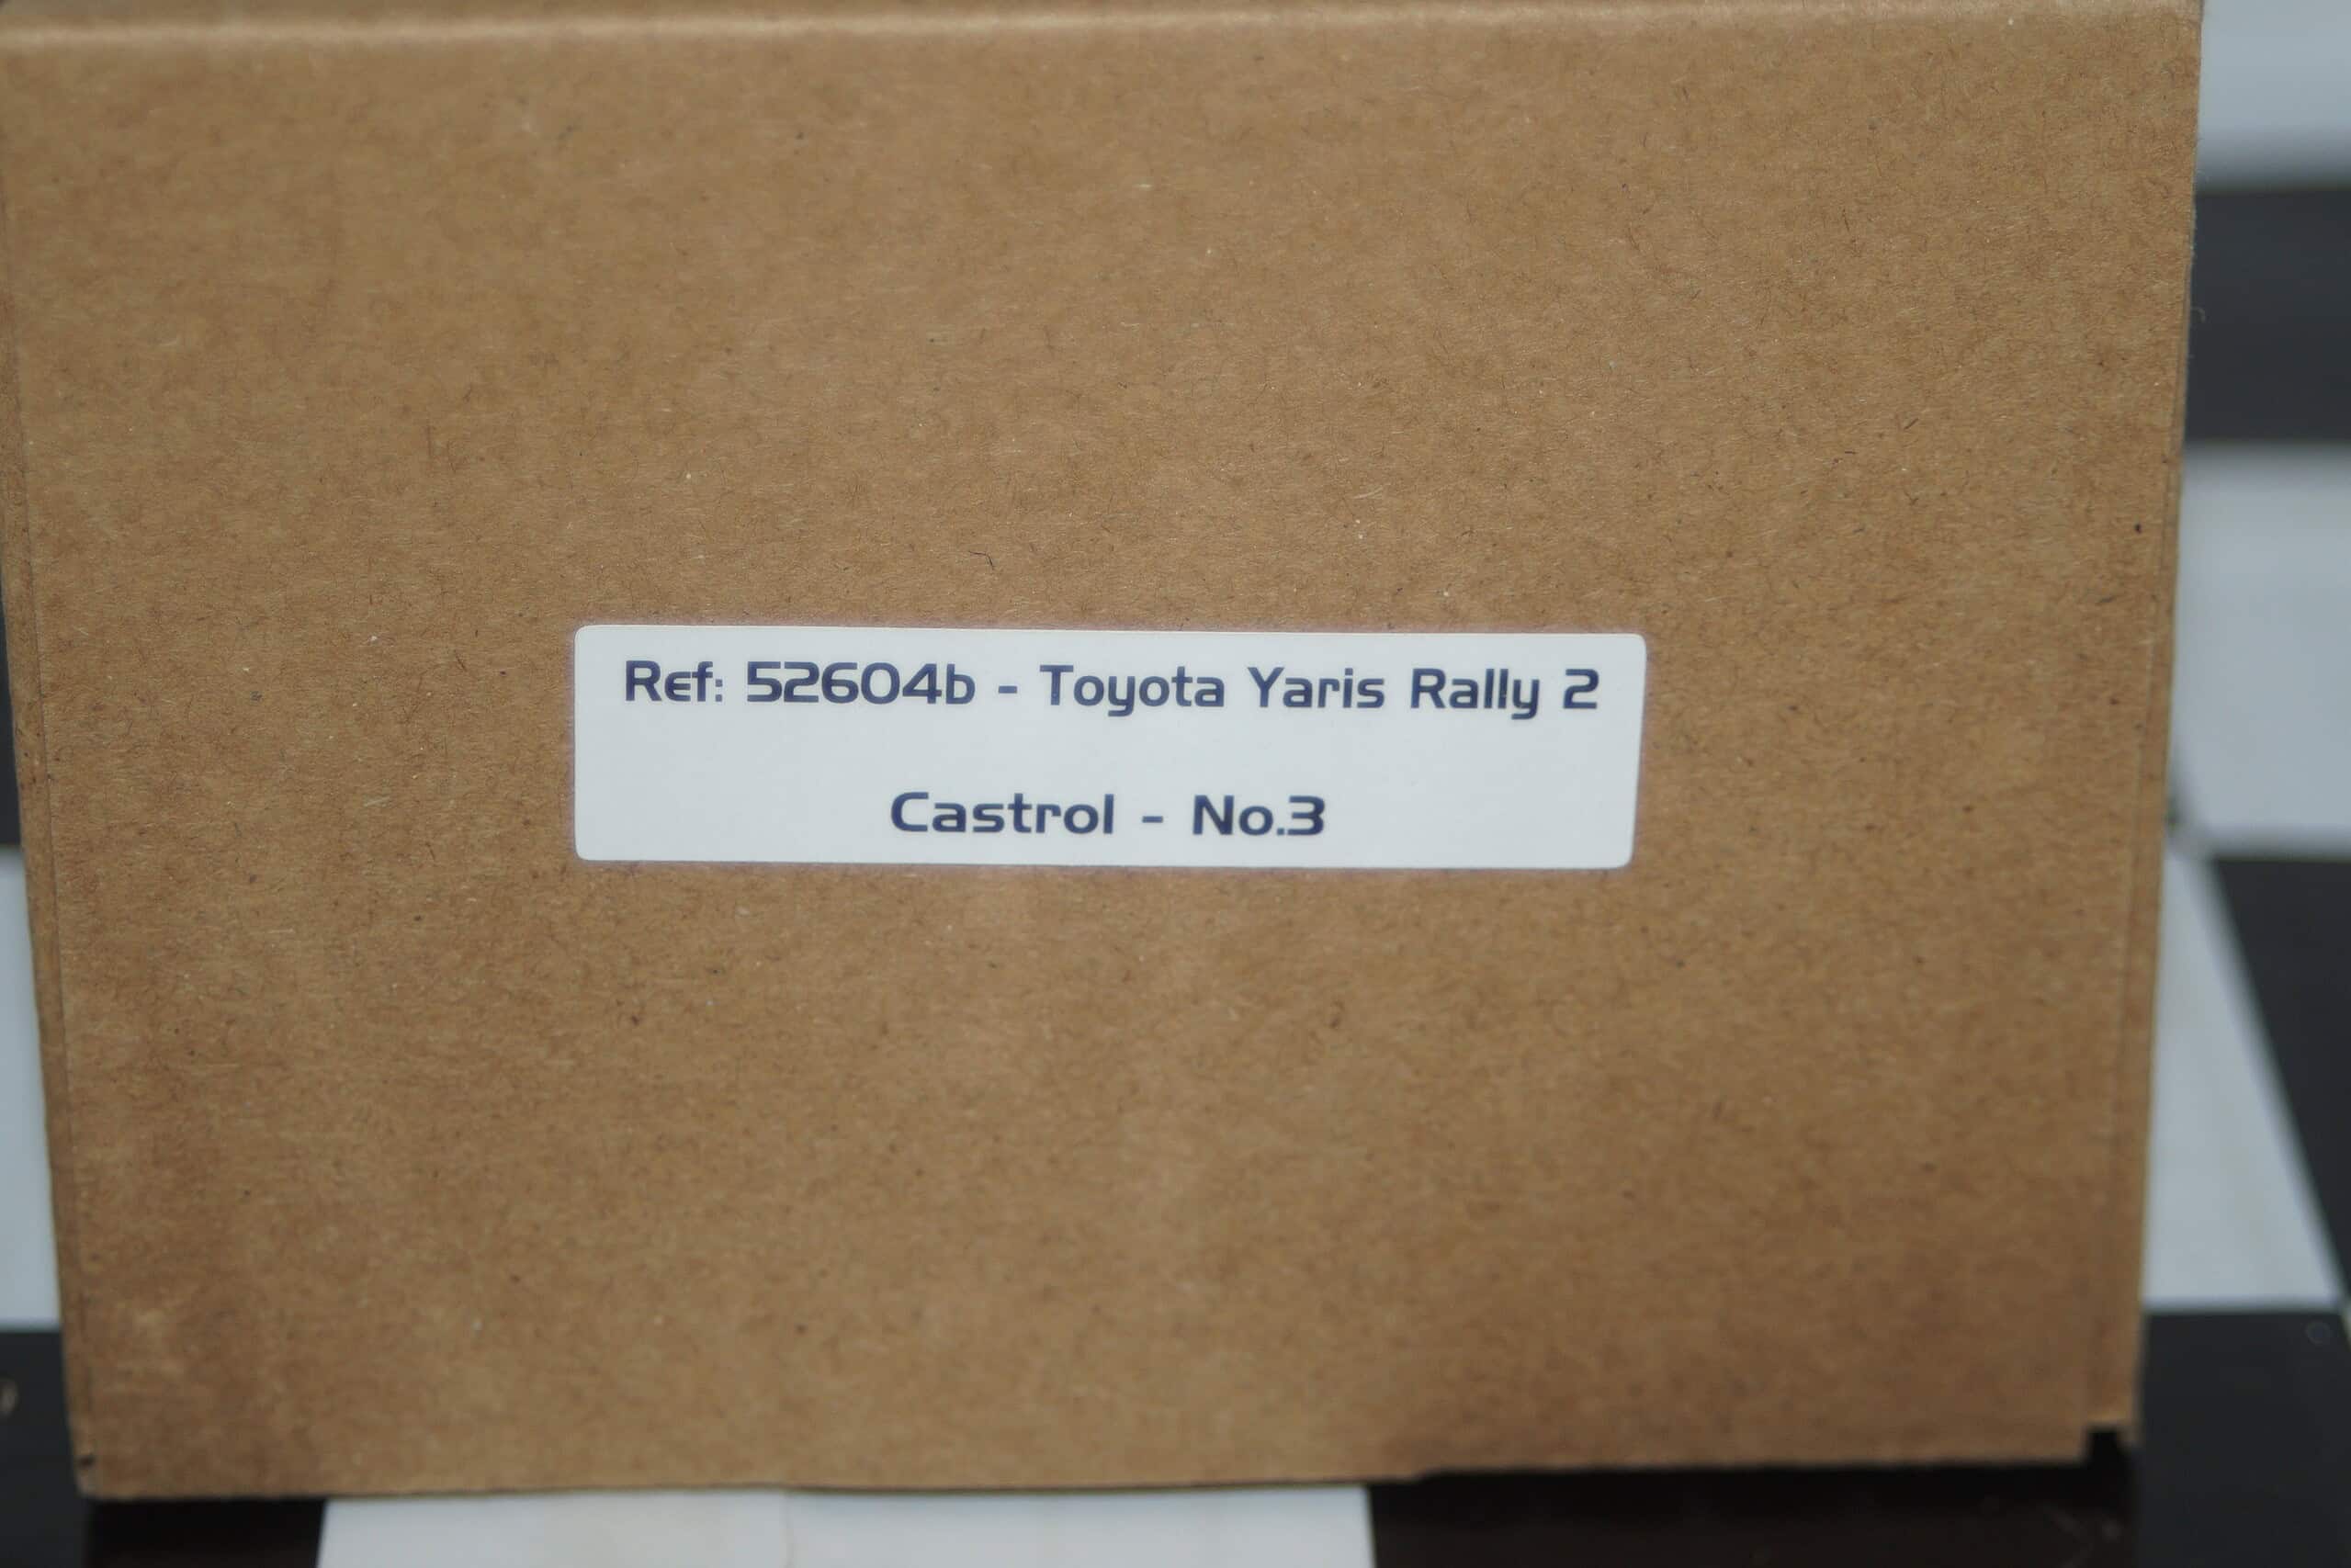 Ref: 52604b - Toyota Yaris Rally 2
Castrol - No.3